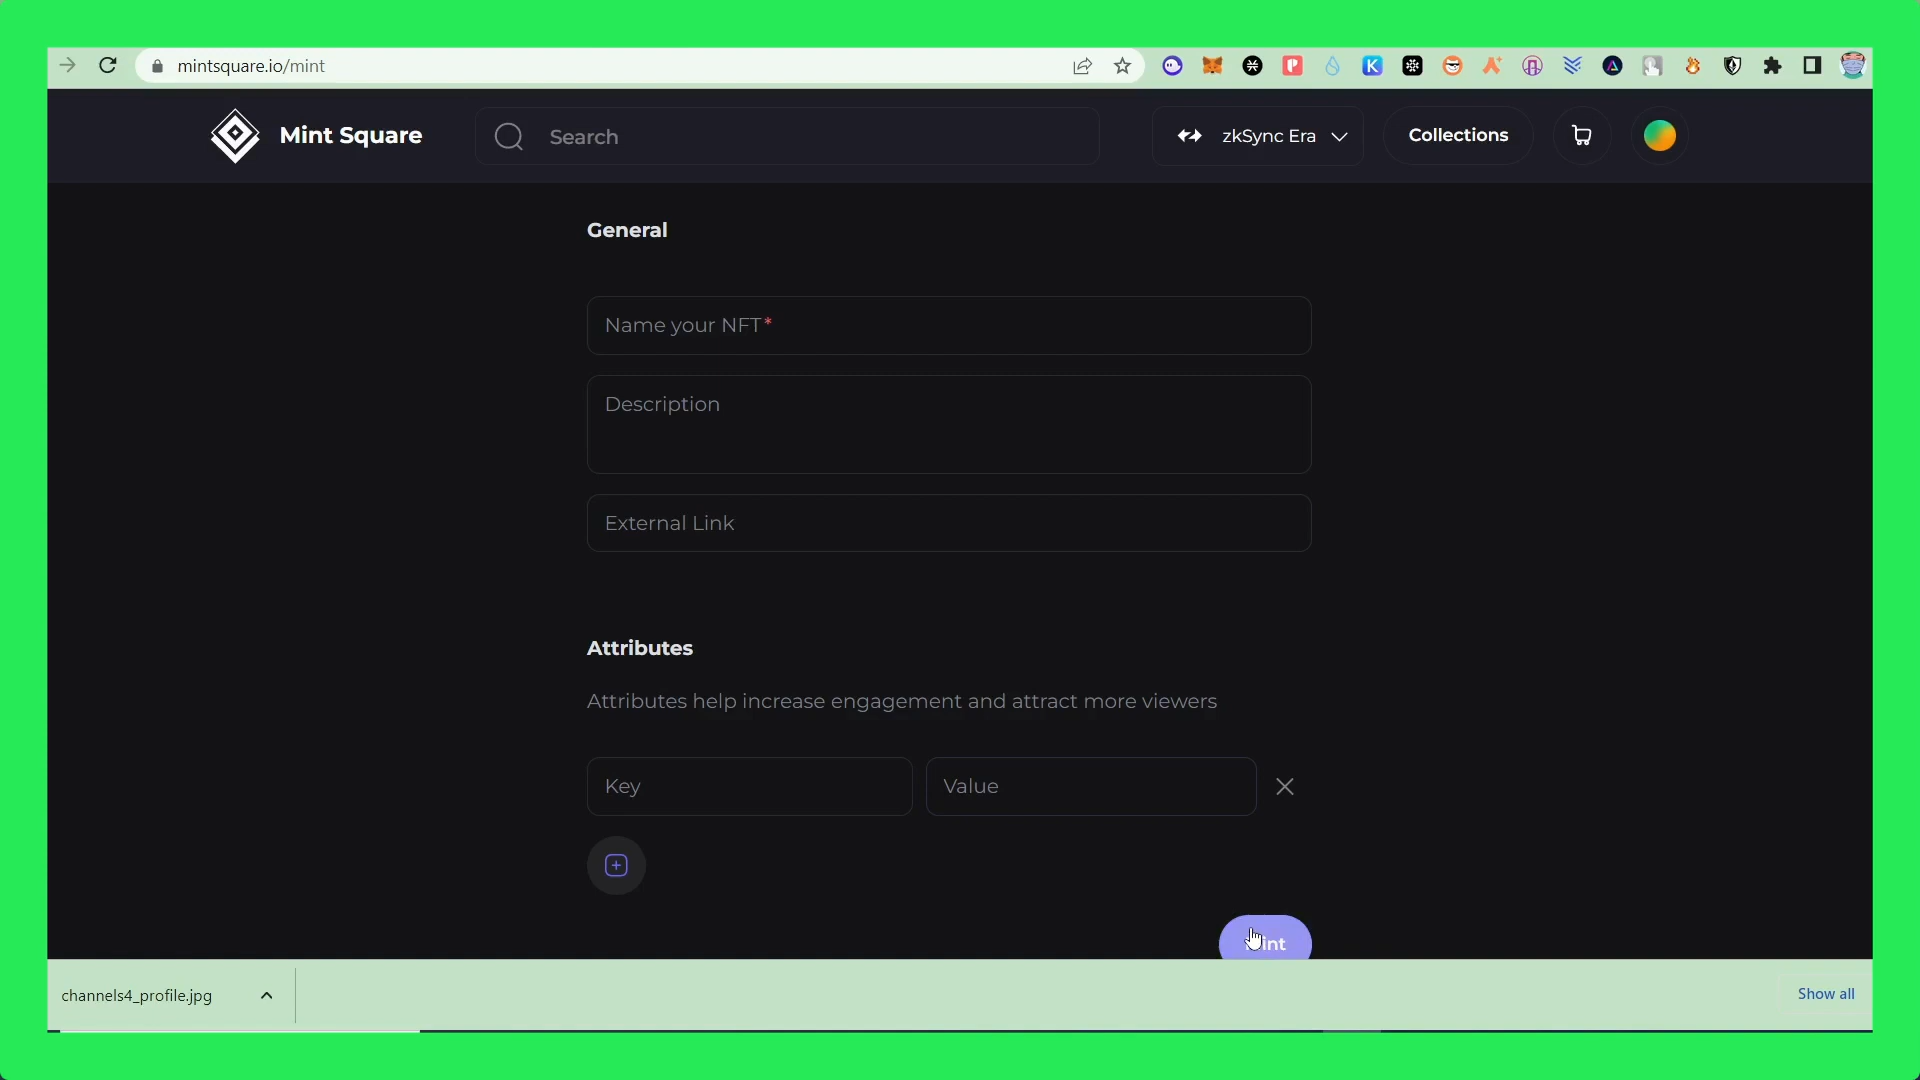 mintsquare.io/mint
Mint Square
Search
zkSync Era
Collections
General
Name your NFT*
Description
External Link
Attributes
Attributes help increase engagement and attract more viewers
Key
Value
channels4_profile.jpg
Show all